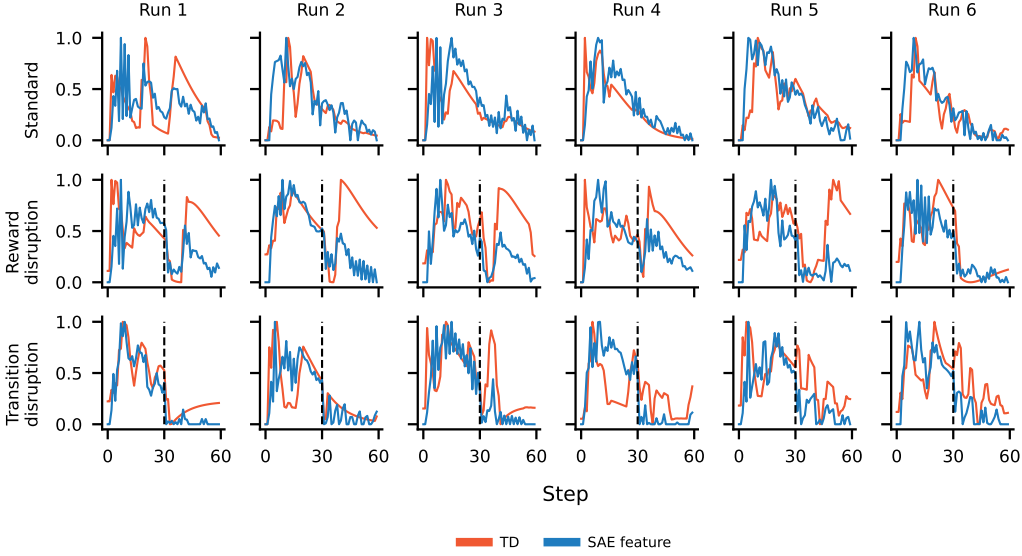 Run 1 Run 2 Run 3 Run 4 Run 5 Run 6
Standard
1.0
0.5
0.0
Reward
disruption
1.0
0.5
0.0
Transition
disruption
1.0
0.5
0.0
0 30 60 0 30 60 0 30 60 0 30 60 0 30 60 0 30 60
Step
TD SAE feature